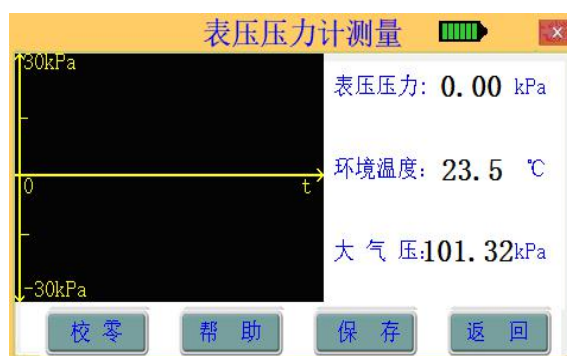 表压压力计测量
30kPa
表压压力: 0.00 kPa
环境温度: 23.5 ℃
0
t
大气压:101.32kPa
-30kPa
校零 帮助 保存 返回